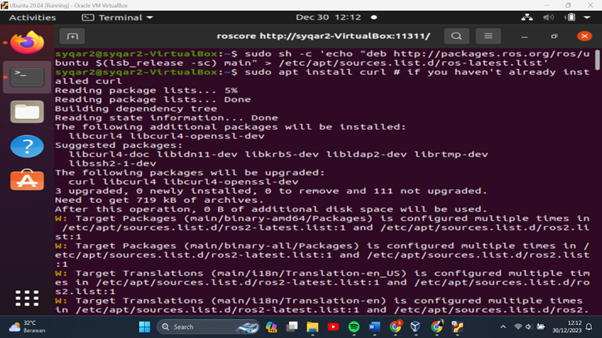 Ubuntu 20.04 [Running] - Oracle VM VirtualBox
Activities Terminal Dec 30 12:12
roscore http://syqar2-VirtualBox:11311/
syqar2@syqar2-VirtualBox:~$ sudo sh -c 'echo "deb http://packages.ros.org/ros/u
buntu $(lsb_release -sc) main" > /etc/apt/sources.list.d/ros-latest.list'
syqar2@syqar2-VirtualBox:~$ sudo apt install curl # if you haven't already inst
alled curl
Reading package lists... 5%
Reading package lists... Done
Building dependency tree
Reading state information... Done
The following additional packages will be installed:
libcurl4 libcurl4-openssl-dev
Suggested packages:
libcurl4-doc libidn11-dev libkrb5-dev libldap2-dev librtmp-dev
libssh2-1-dev
The following packages will be upgraded:
curl libcurl4 libcurl4-openssl-dev
3 upgraded, 0 newly installed, 0 to remove and 111 not upgraded.
Need to get 719 kB of archives.
After this operation, 0 B of additional disk space will be used.
W: Target Packages (main/binary-amd64/Packages) is configured multiple times in
/etc/apt/sources.list.d/ros2-latest.list:1 and /etc/apt/sources.list.d/ros2.li
st:1
W: Target Packages (main/binary-all/Packages) is configured multiple times in /
etc/apt/sources.list.d/ros2-latest.list:1 and /etc/apt/sources.list.d/ros2.list
:1
W: Target Translations (main/i18n/Translation-en_US) is configured multiple tim
es in /etc/apt/sources.list.d/ros2-latest.list:1 and /etc/apt/sources.list.d/ro
s2.list:1
W: Target Translations (main/i18n/Translation-en) is configured multiple times
in /etc/apt/sources.list.d/ros2-latest.list:1 and /etc/apt/sources.list.d/ros2.
32°C
Berawan
Search
12:12
30/12/2023